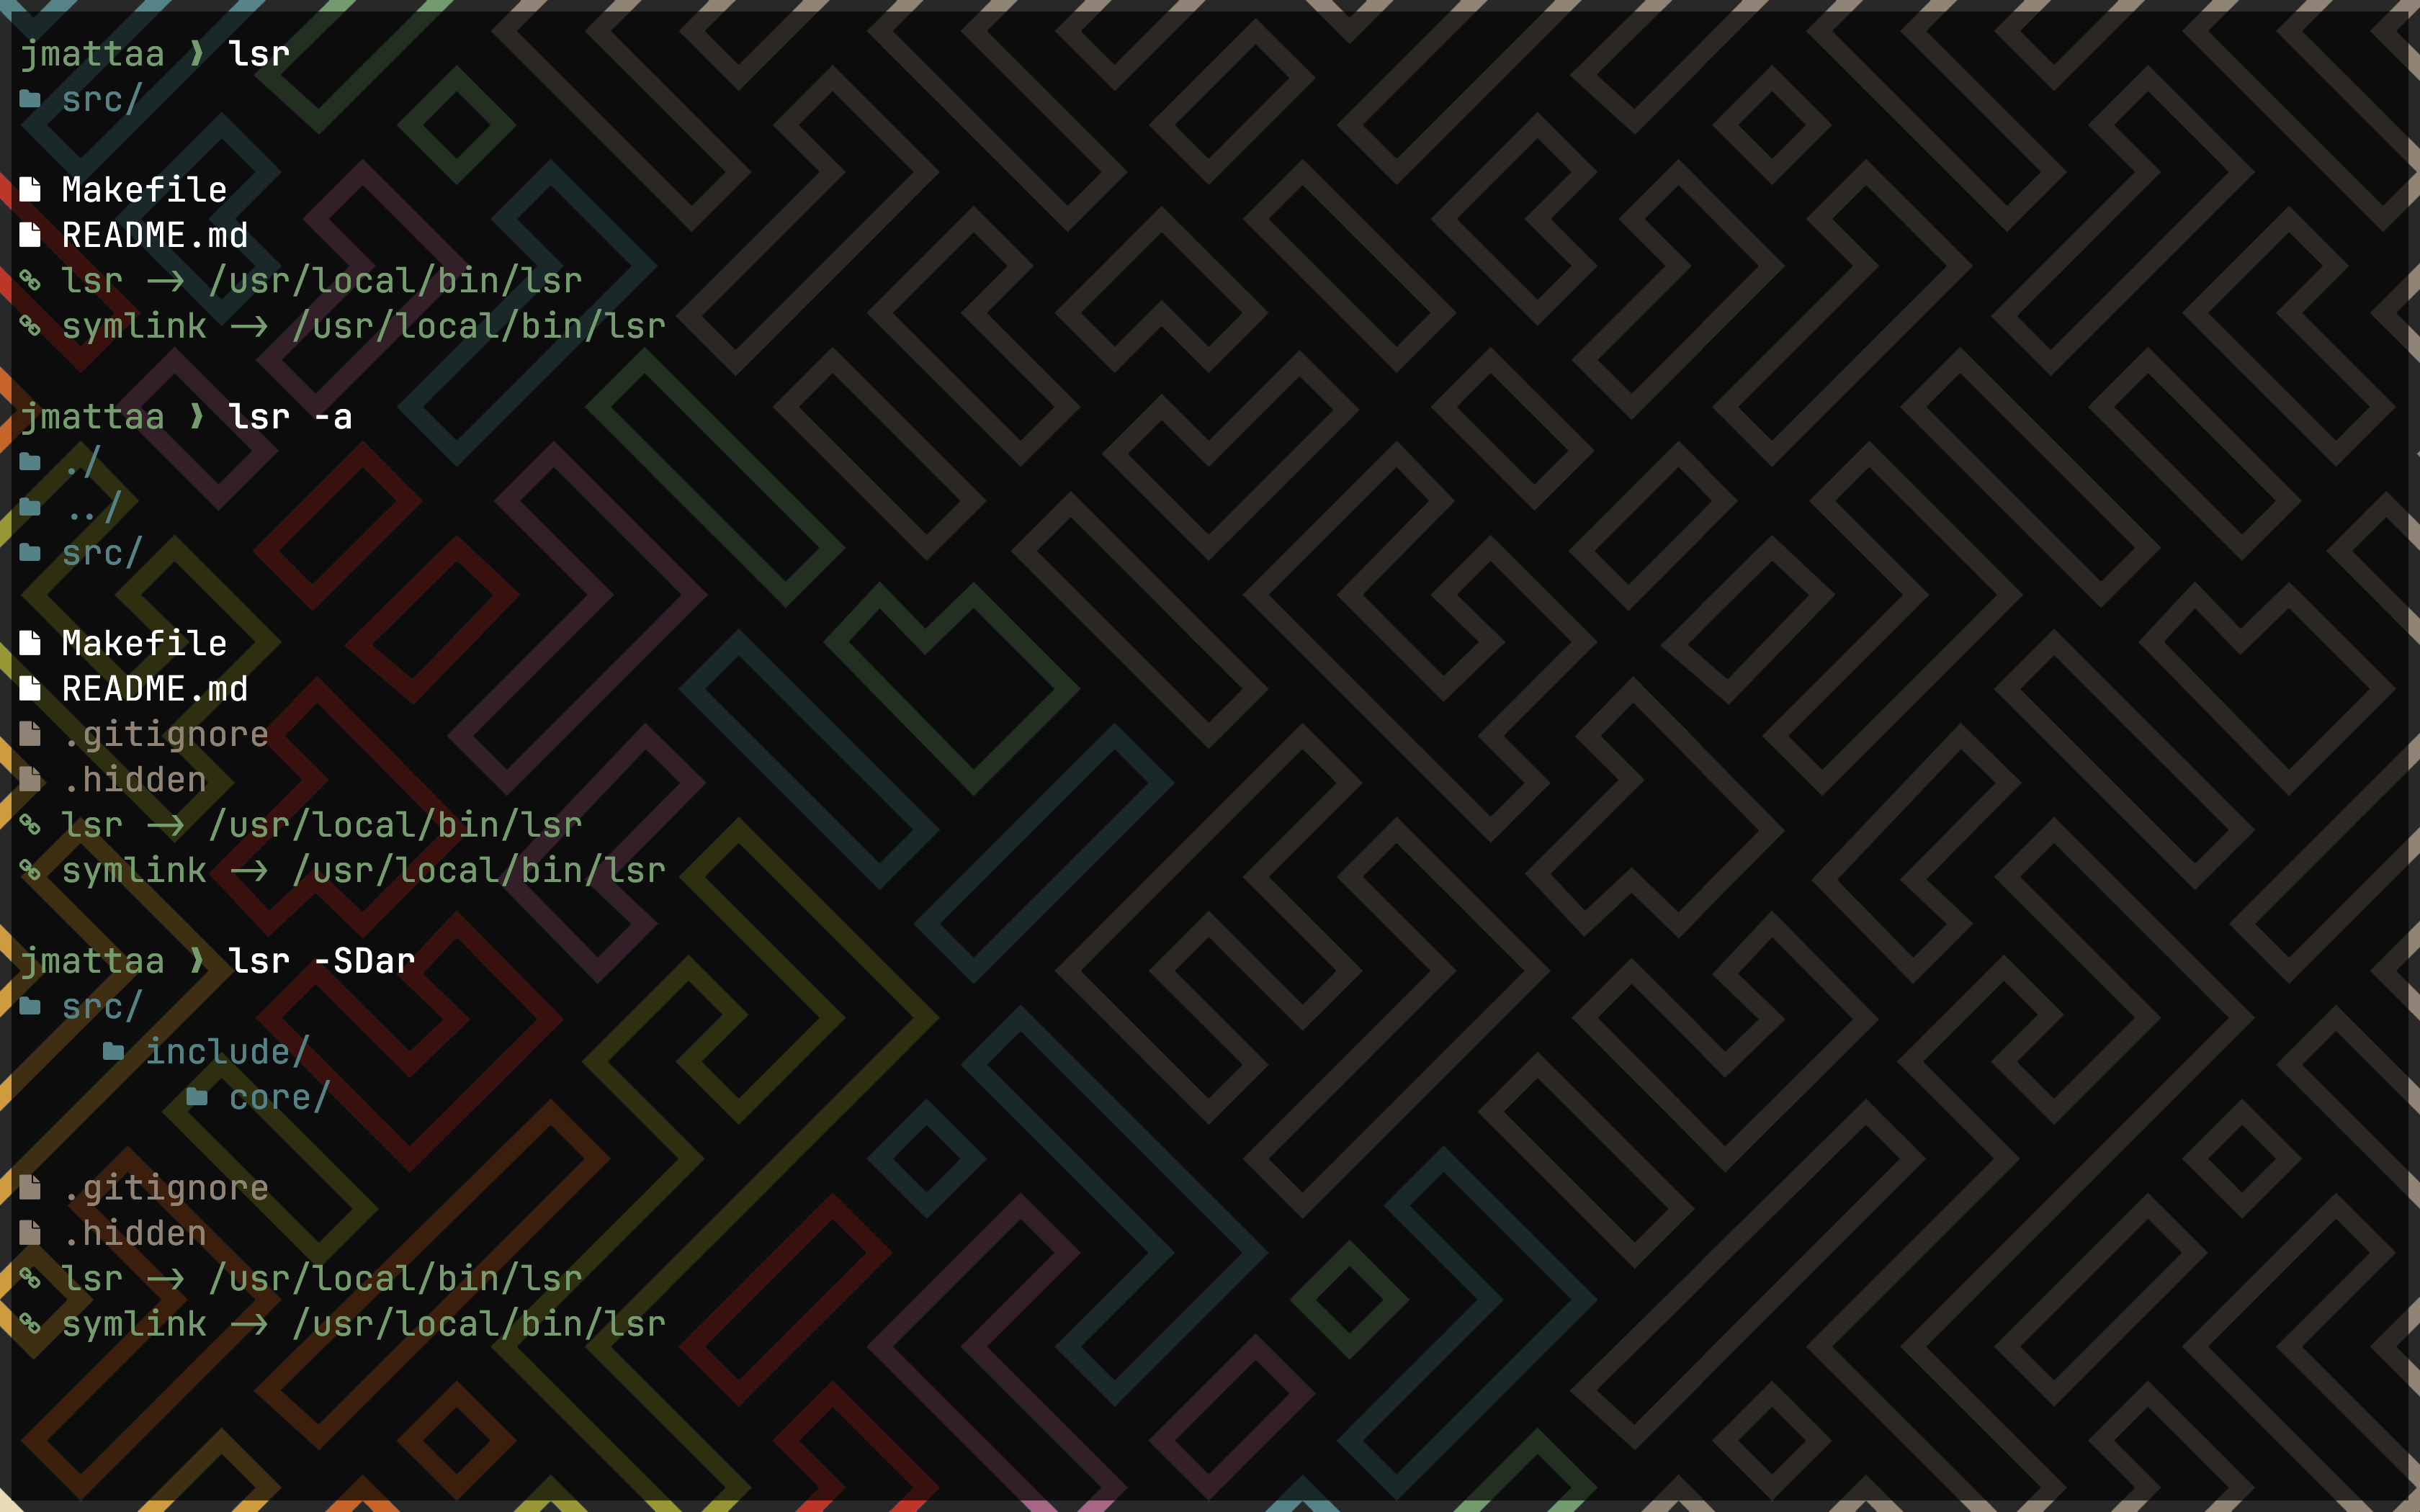 jmattaa ❱ lsr
src/
Makefile
README.md
lsr → /usr/local/bin/lsr
symlink → /usr/local/bin/lsr
jmattaa ❱ lsr -a
./
../
src/
Makefile
README.md
.gitignore
.hidden
lsr → /usr/local/bin/lsr
symlink → /usr/local/bin/lsr
jmattaa ❱ lsr -SDar
src/
include/
core/
.gitignore
.hidden
lsr → /usr/local/bin/lsr
symlink → /usr/local/bin/lsr